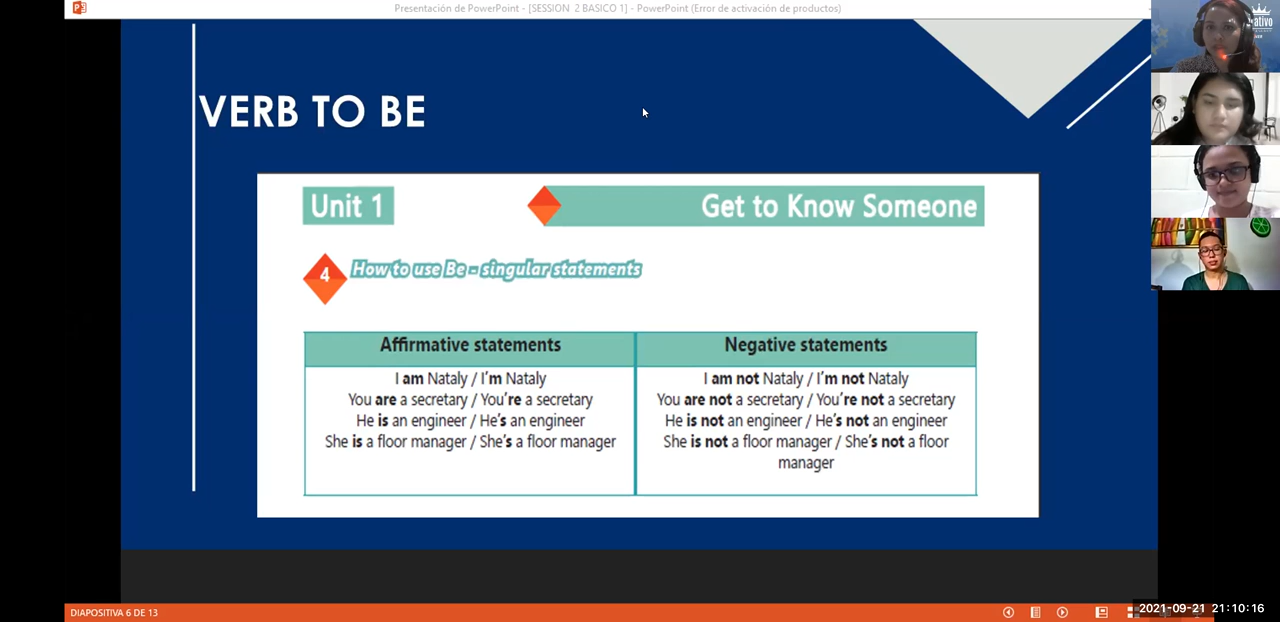 Presentación de PowerPoint - [SESSION 2 BASICO 1] - PowerPoint (Error de activación de productos)
VERB TO BE
Unit 1
Get to Know Someone
4
How to use Be - singular statements
Affirmative statements
Negative statements
I am Nataly / I'm Nataly
You are a secretary / You're a secretary
He is an engineer / He's an engineer
She is a floor manager / She's a floor manager
I am not Nataly / I'm not Nataly
You are not a secretary / You're not a secretary
He is not an engineer / He's not an engineer
She is not a floor manager / She's not a floor
manager
DIAPOSITIVA 6 DE 13
2021-09-21 21:10:16